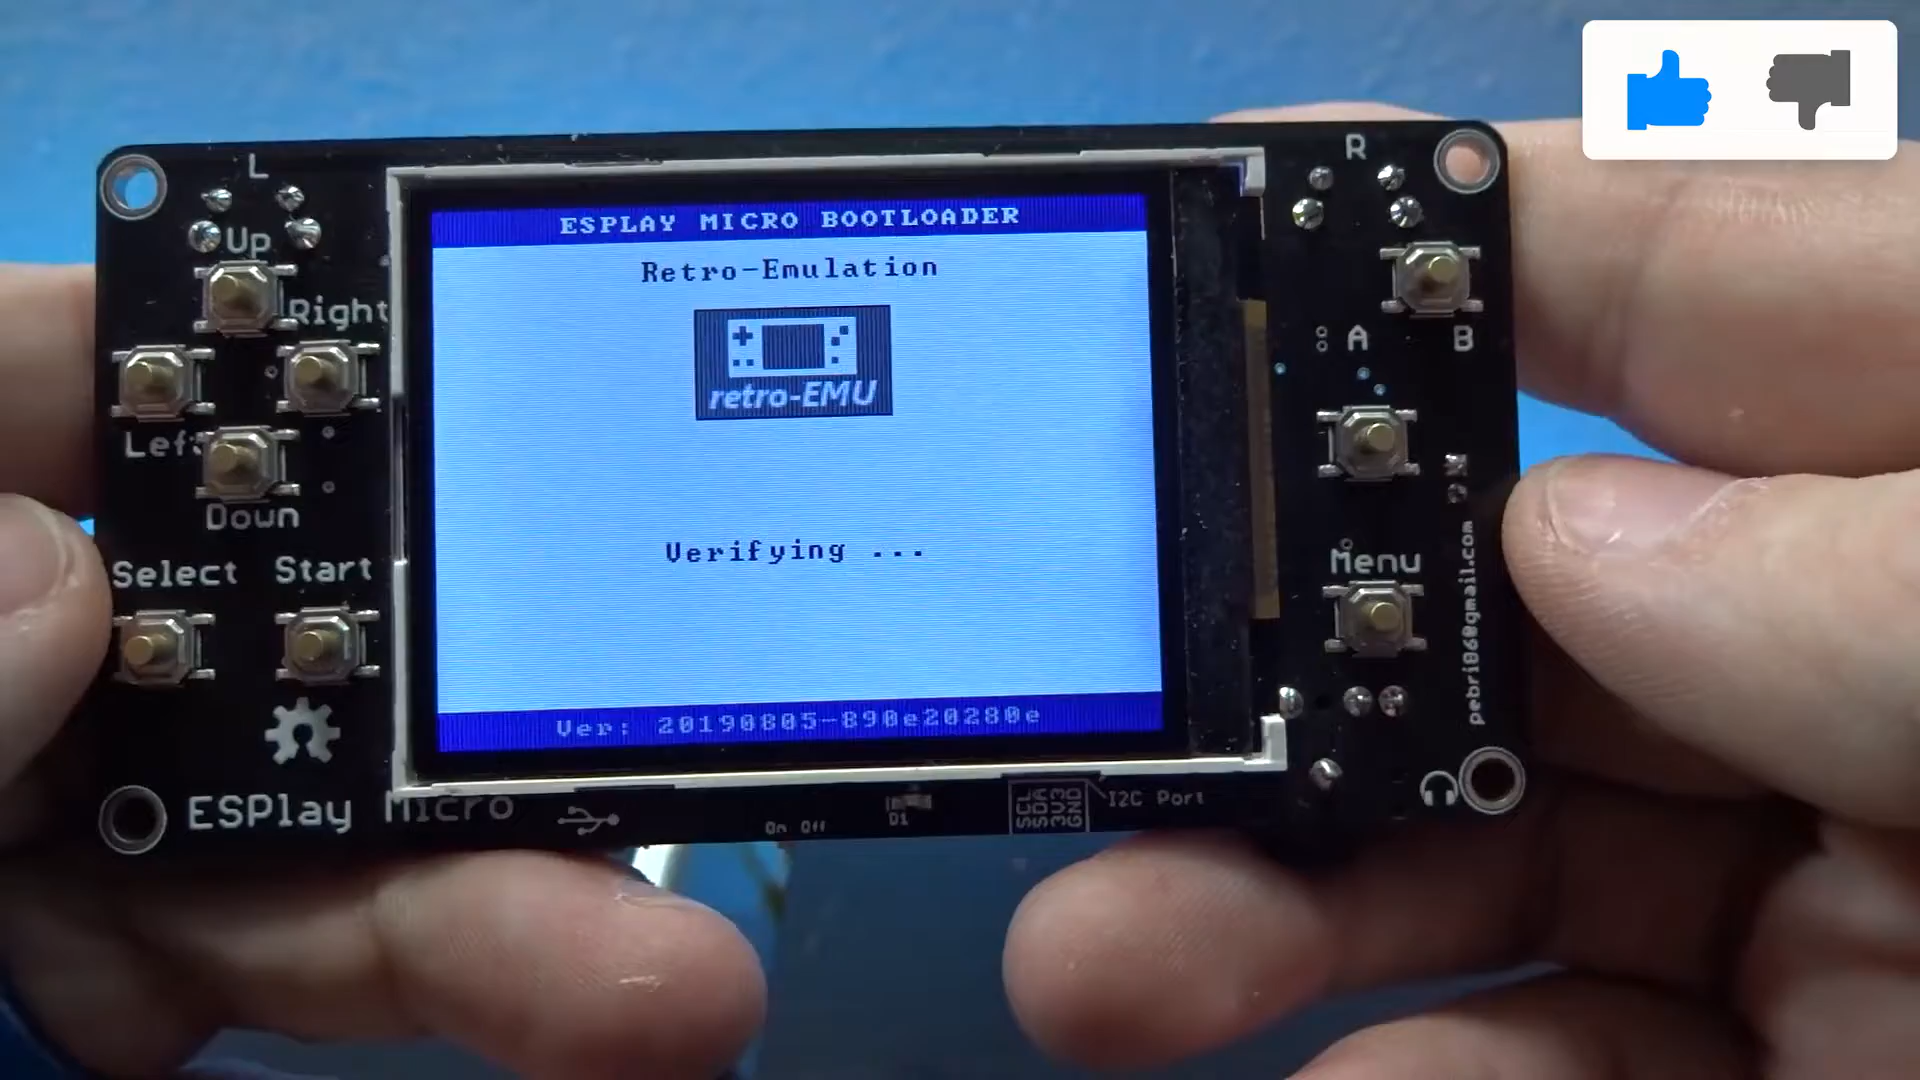 L
R
Up
Right
Left
Down
Select
Start
ESPLAY MICRO BOOTLOADER
Retro-Emulation
retro-EMU
Verifying ...
Ver: 20190805-890e20280e
B
A
Menu
pebri86@gmail.com
ESPlay Micro
On Off
D1
SCL
SDA
3V3
GND
I2C Port